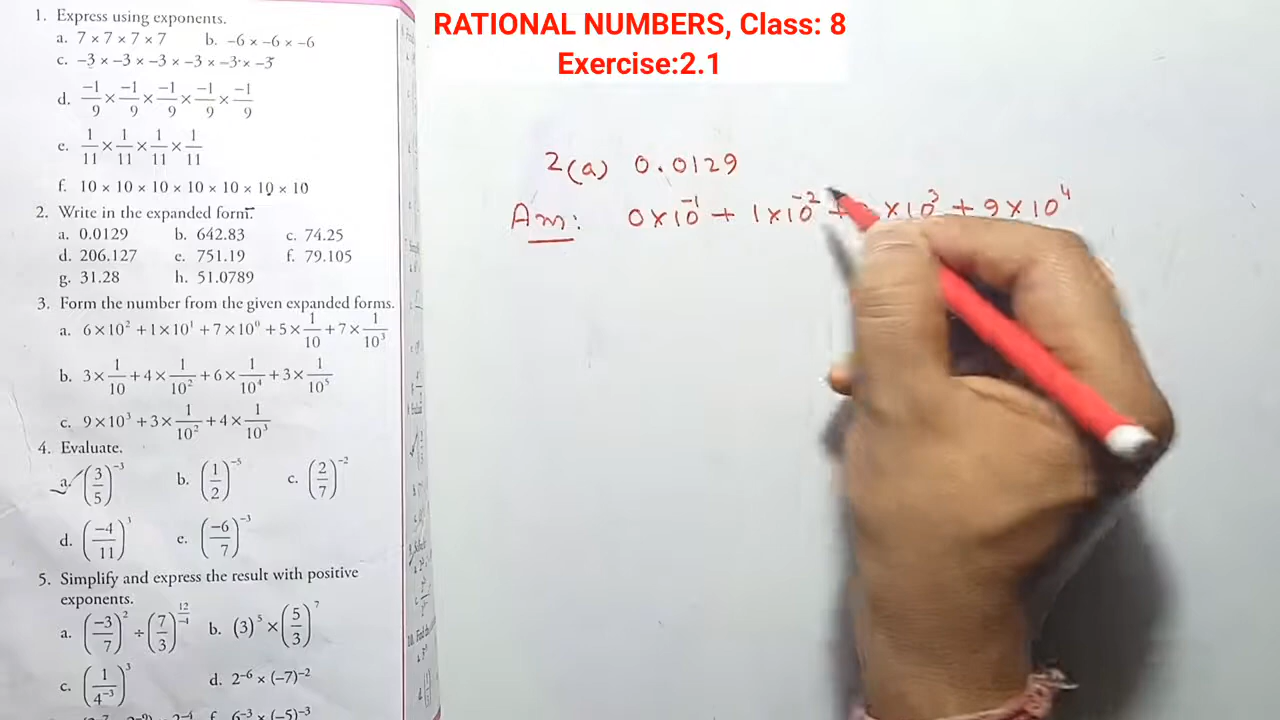 RATIONAL NUMBERS, Class: 8
Exercise:2.1
1. Express using exponents.
a. 7 × 7 × 7 × 7 b. −6 × −6 × −6
c. −3 × −3 × −3 × −3 × −3 × −3
d. −1/9 × −1/9 × −1/9 × −1/9 × −1/9
e. 1/11 × 1/11 × 1/11 × 1/11
f. 10 × 10 × 10 × 10 × 10 × 10 × 10
2. Write in the expanded form.
a. 0.0129 b. 642.83 c. 74.25
d. 206.127 e. 751.19 f. 79.105
g. 31.28 h. 51.0789
3. Form the number from the given expanded forms.
a. 6×10² + 1×10¹ + 7×10⁰ + 5×1/10 + 7×1/10³
b. 3×1/10 + 4×1/10² + 6×1/10⁴ + 3×1/10⁵
c. 9×10³ + 3×1/10² + 4×1/10³
4. Evaluate.
a. (3/5)⁻³ b. (1/2)⁻⁵ c. (2/7)⁻²
d. (−4/11)³ e. (−6/7)⁻³
5. Simplify and express the result with positive
exponents.
a. (−3/7)² ÷ (7/3)^(12/−4) b. (3)⁵ × (5/3)⁷
c. (1/4⁻³)³ d. 2⁻⁶ × (−7)⁻²
f. 6⁻³ × (−5)⁻³
2(a) 0.0129
Ans: 0×10⁻¹ + 1×10⁻² + ×10³ + 9×10⁴